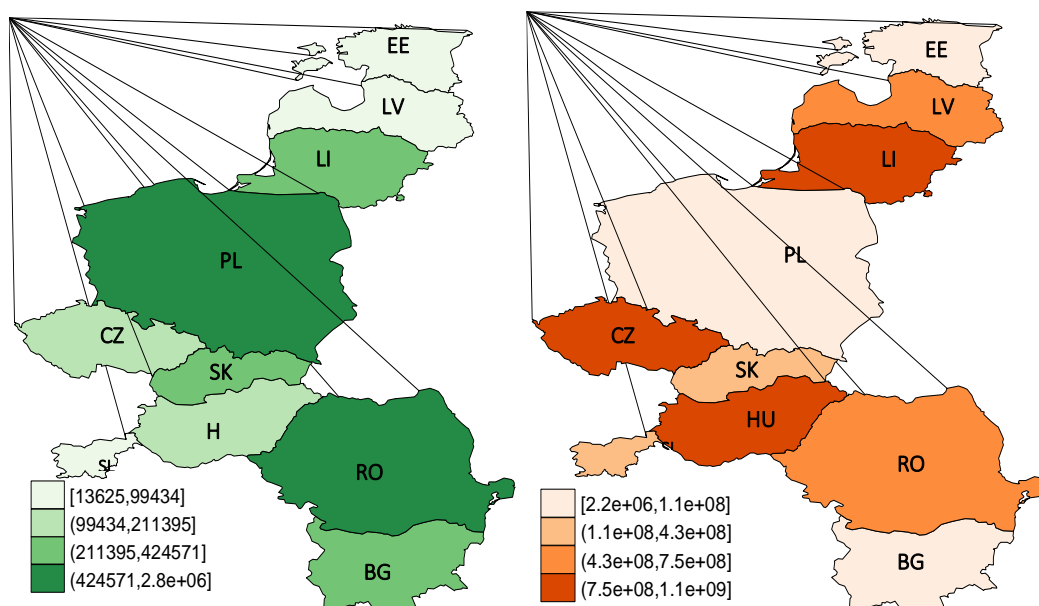 EE
LV
LI
PL
CZ
SK
H
RO
BG
[13625,99434]
(99434,211395]
(211395,424571]
(424571,2.8e+06]
EE
LV
LI
PL
CZ
SK
HU
RO
BG
[2.2e+06,1.1e+08]
(1.1e+08,4.3e+08]
(4.3e+08,7.5e+08]
(7.5e+08,1.1e+09]